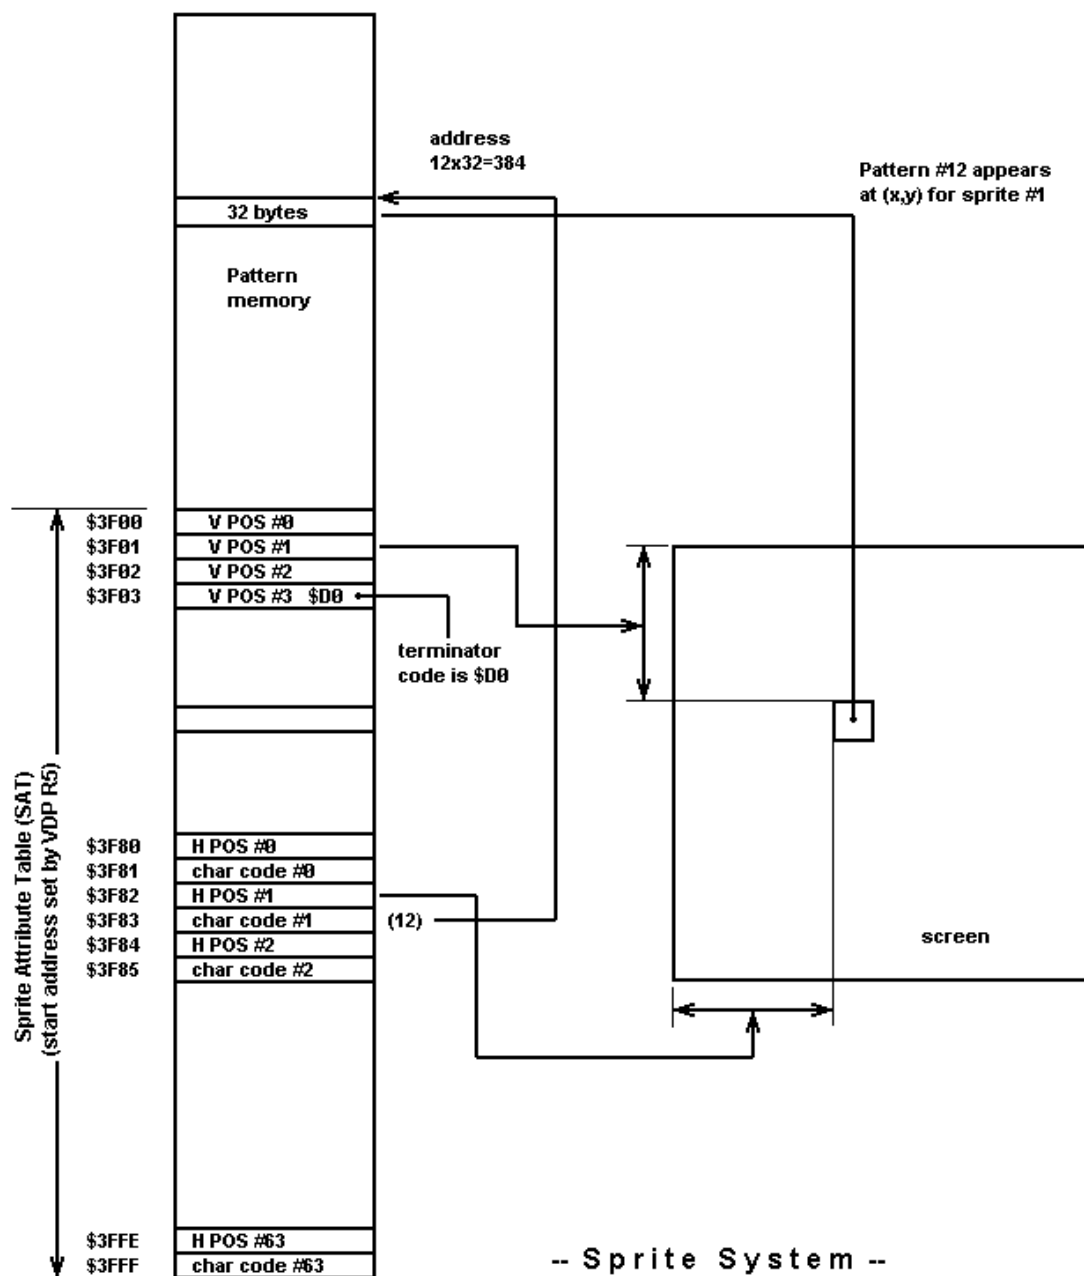 address
12x32=384
Pattern #12 appears
at (x,y) for sprite #1
32 bytes
Pattern
memory
$3F00 V POS #0
$3F01 V POS #1
$3F02 V POS #2
$3F03 V POS #3 $D0
terminator
code is $D0
Sprite Attribute Table (SAT)
(start address set by VDP R5)
$3F80 H POS #0
$3F81 char code #0
$3F82 H POS #1
$3F83 char code #1 (12)
$3F84 H POS #2
$3F85 char code #2
screen
$3FFE H POS #63
$3FFF char code #63
-- Sprite System --